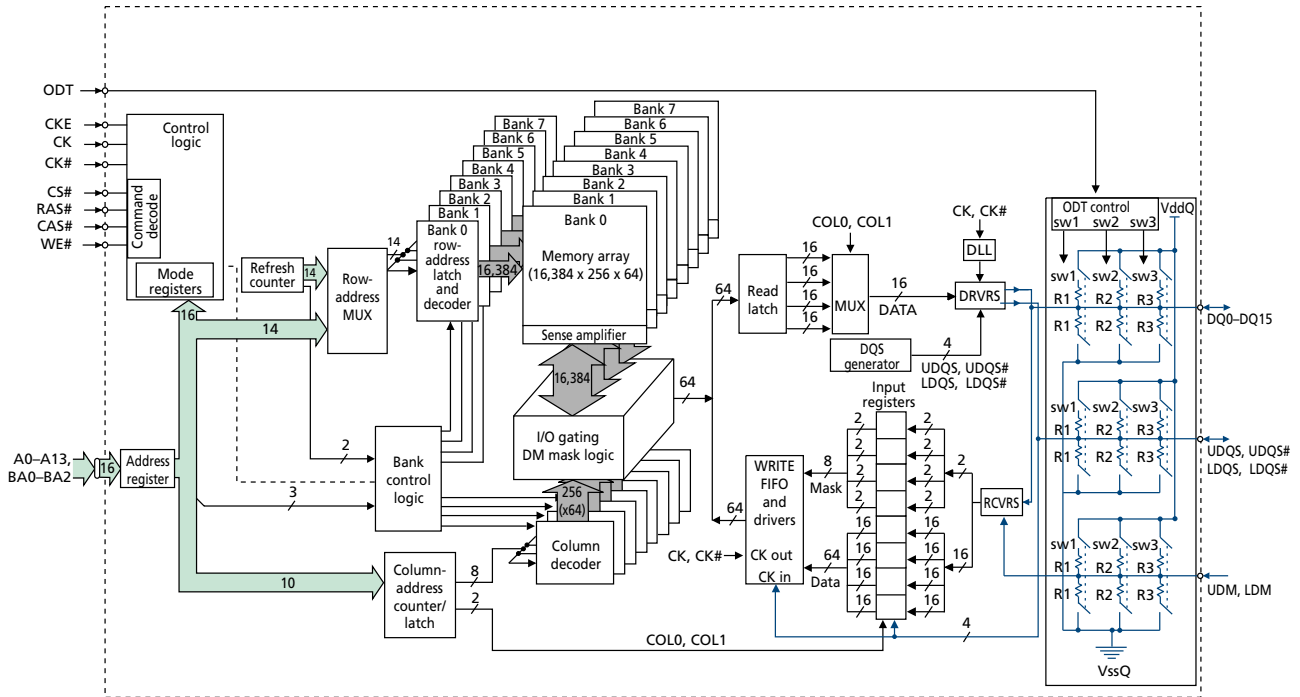 ODT
CKE
CK
CK#
CS#
RAS#
CAS#
WE#
Control
logic
Command
decode
Mode
registers
16
Refresh
counter
14
14
Row-
address
MUX
14
Bank 7
Bank 6
Bank 5
Bank 4
Bank 3
Bank 2
Bank 1
Bank 0
row-
address
latch
and
decoder
16,384
Bank 7
Bank 6
Bank 5
Bank 4
Bank 3
Bank 2
Bank 1
Bank 0
Memory array
(16,384 x 256 x 64)
Sense amplifier
16,384
I/O gating
DM mask logic
256
(x64)
Column
decoder
A0–A13,
BA0–BA2
16
Address
register
2
3
Bank
control
logic
10
Column-
address
counter/
latch
8
2
COL0, COL1
64
64
Read
latch
16
16
16
16
COL0, COL1
MUX
16
DATA
CK, CK#
DLL
DRVRS
DQS
generator
4
UDQS, UDQS#
LDQS, LDQS#
64
CK, CK#
WRITE
FIFO
and
drivers
CK out
CK in
8
Mask
64
Data
Input
registers
2
2
2
2
16
16
16
16
2
2
2
2
16
16
16
16
2
16
RCVRS
4
ODT control
VddQ
sw1
sw2
sw3
sw1
sw2
sw3
R1
R2
R3
R1
R2
R3
DQ0–DQ15
sw1
sw2
sw3
R1
R2
R3
R1
R2
R3
UDQS, UDQS#
LDQS, LDQS#
sw1
sw2
sw3
R1
R2
R3
R1
R2
R3
UDM, LDM
VssQ